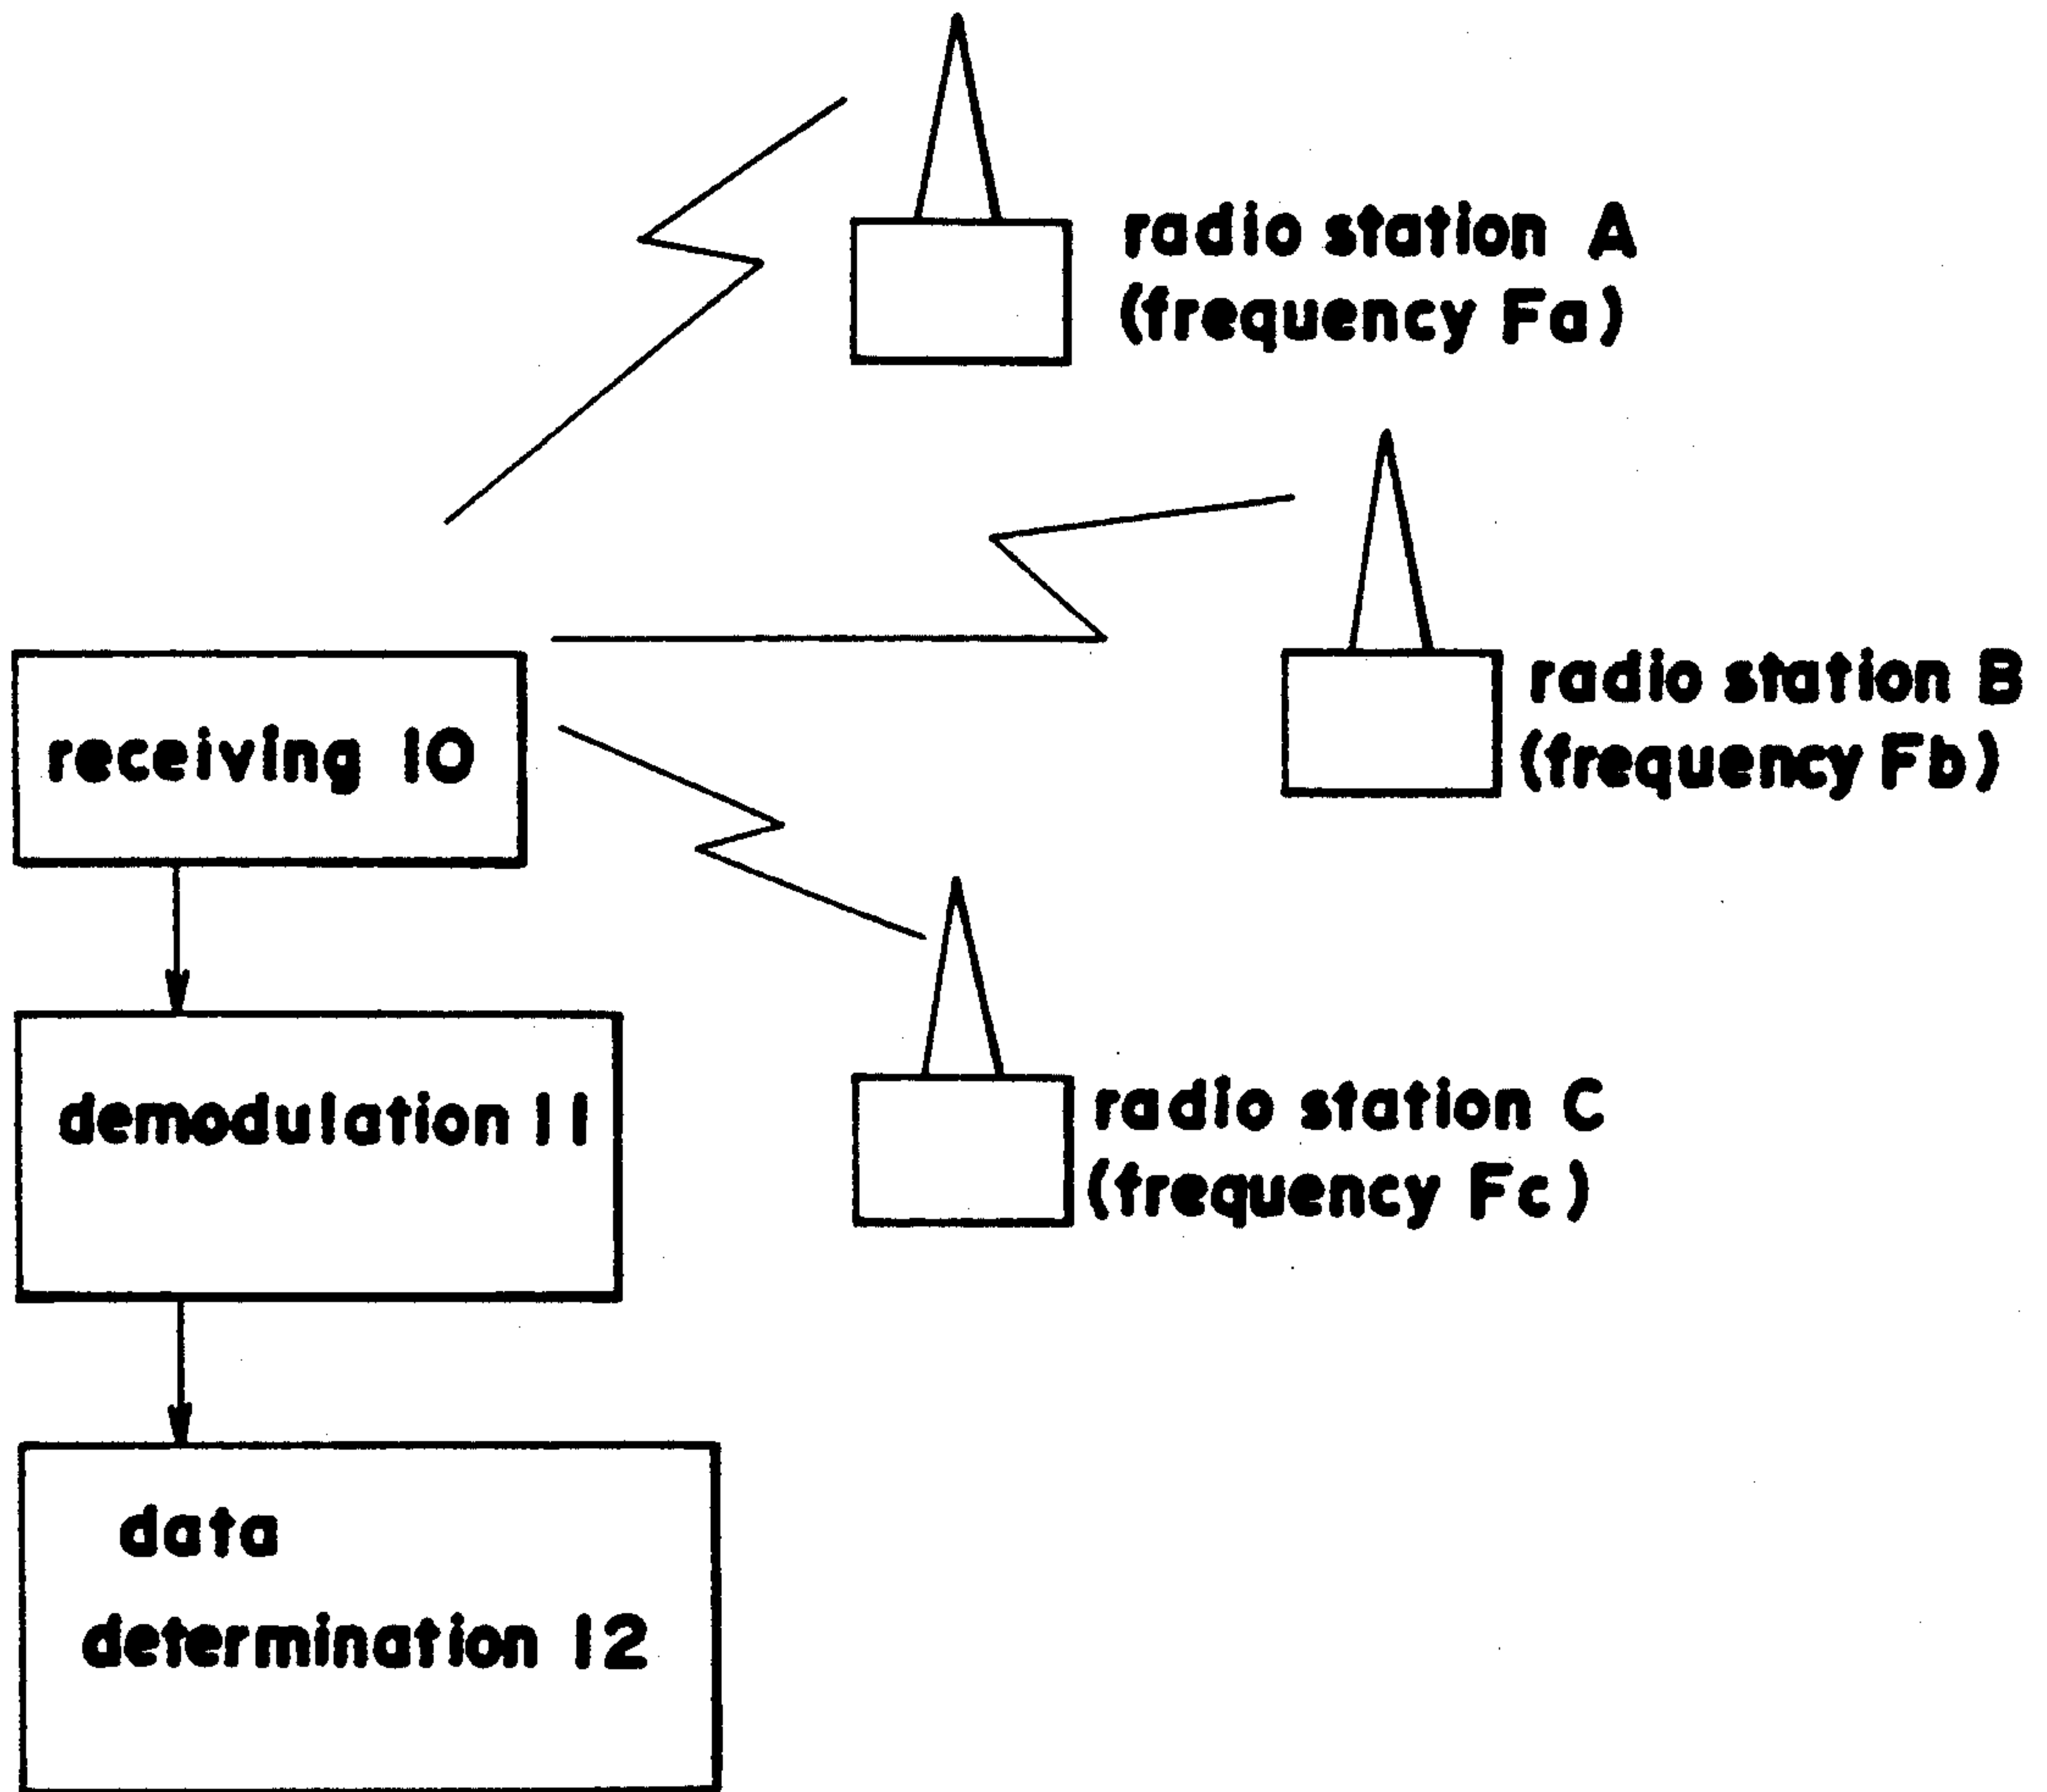 radio station A
(frequency Fa)
radio station B
(frequency Fb)
receiving 10
radio station C
(frequency Fc)
demodulation 11
data
determination 12